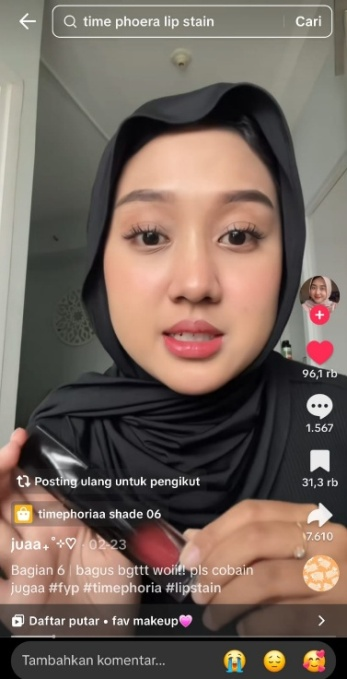 time phoera lip stain
Cari
96,1 rb
1.567
31,3 rb
7.610
Posting ulang untuk pengikut
timephoriaa shade 06
juaa₊˚⊹♡ · 02-23
Bagian 6 | bagus bgttt woii!! pls cobain
jugaa #fyp #timephoria #lipstain
Daftar putar • fav makeup🩷
Tambahkan komentar...